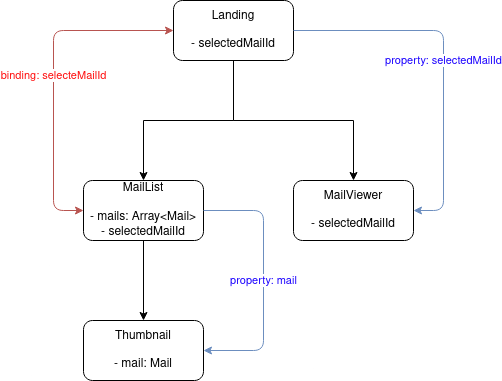 Landing
- selectedMailId
binding: selecteMailId
property: selectedMailId
MailList
- mails: Array<Mail>
- selectedMailId
MailViewer
- selectedMailId
property: mail
Thumbnail
- mail: Mail